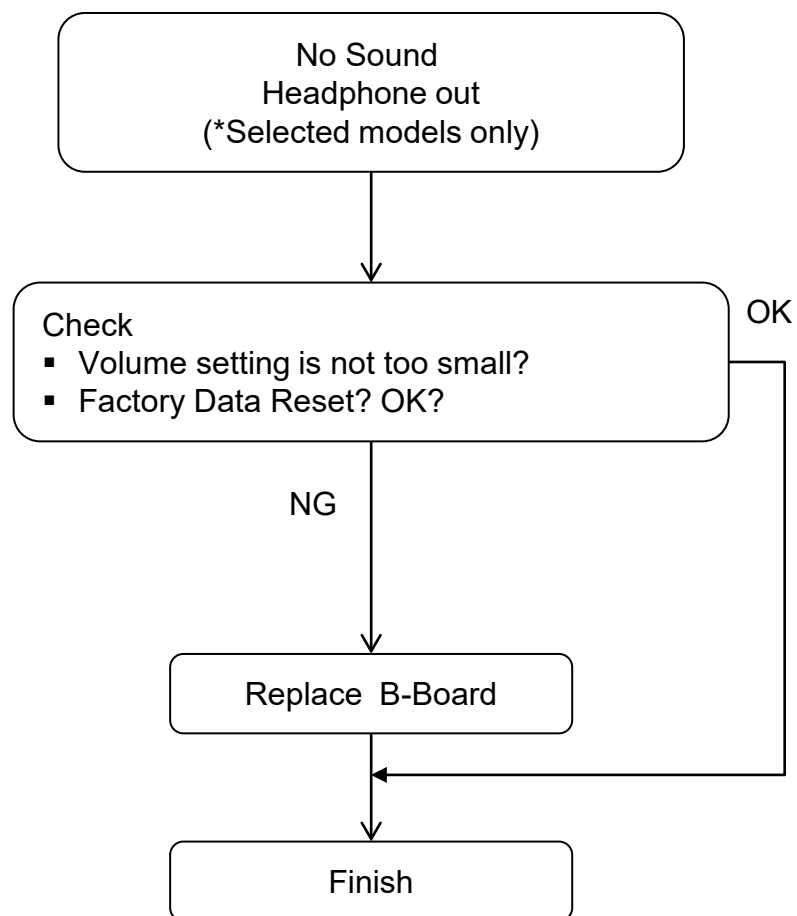 No Sound
Headphone out
(*Selected models only)
Check
▪ Volume setting is not too small?
▪ Factory Data Reset? OK?
OK
NG
Replace B-Board
Finish